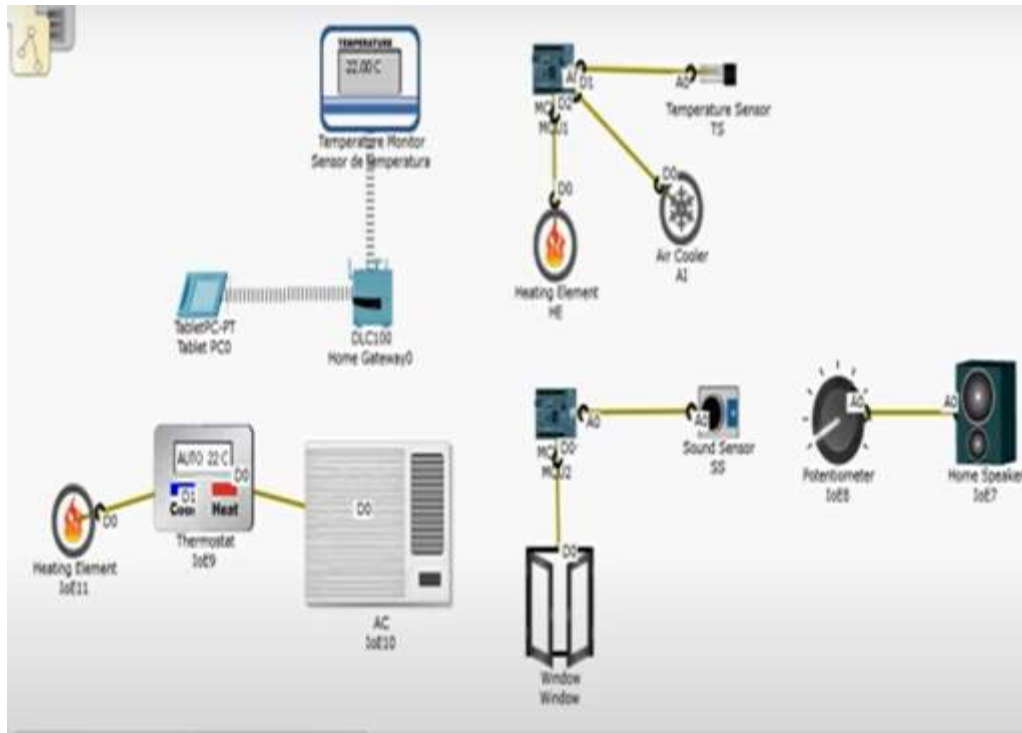 TEMPERATURE
22.00 C
Temperature Monitor
Sensor de Temperatura
TabletPC-PT
Tablet PC0
DLC100
Home Gateway0
A0
D1
D2
MCU1
A0
Temperature Sensor
TS
D0
Heating Element
HE
D0
Air Cooler
AI
AUTO 22 C
D0
D1
Heat
Thermostat
IoE9
D0
Heating Element
IoE11
D0
AC
IoE10
A0
D0
MCU2
A0
Sound Sensor
SS
D0
Window
Window
A0
IoE8
A0
Home Speaker
IoE7